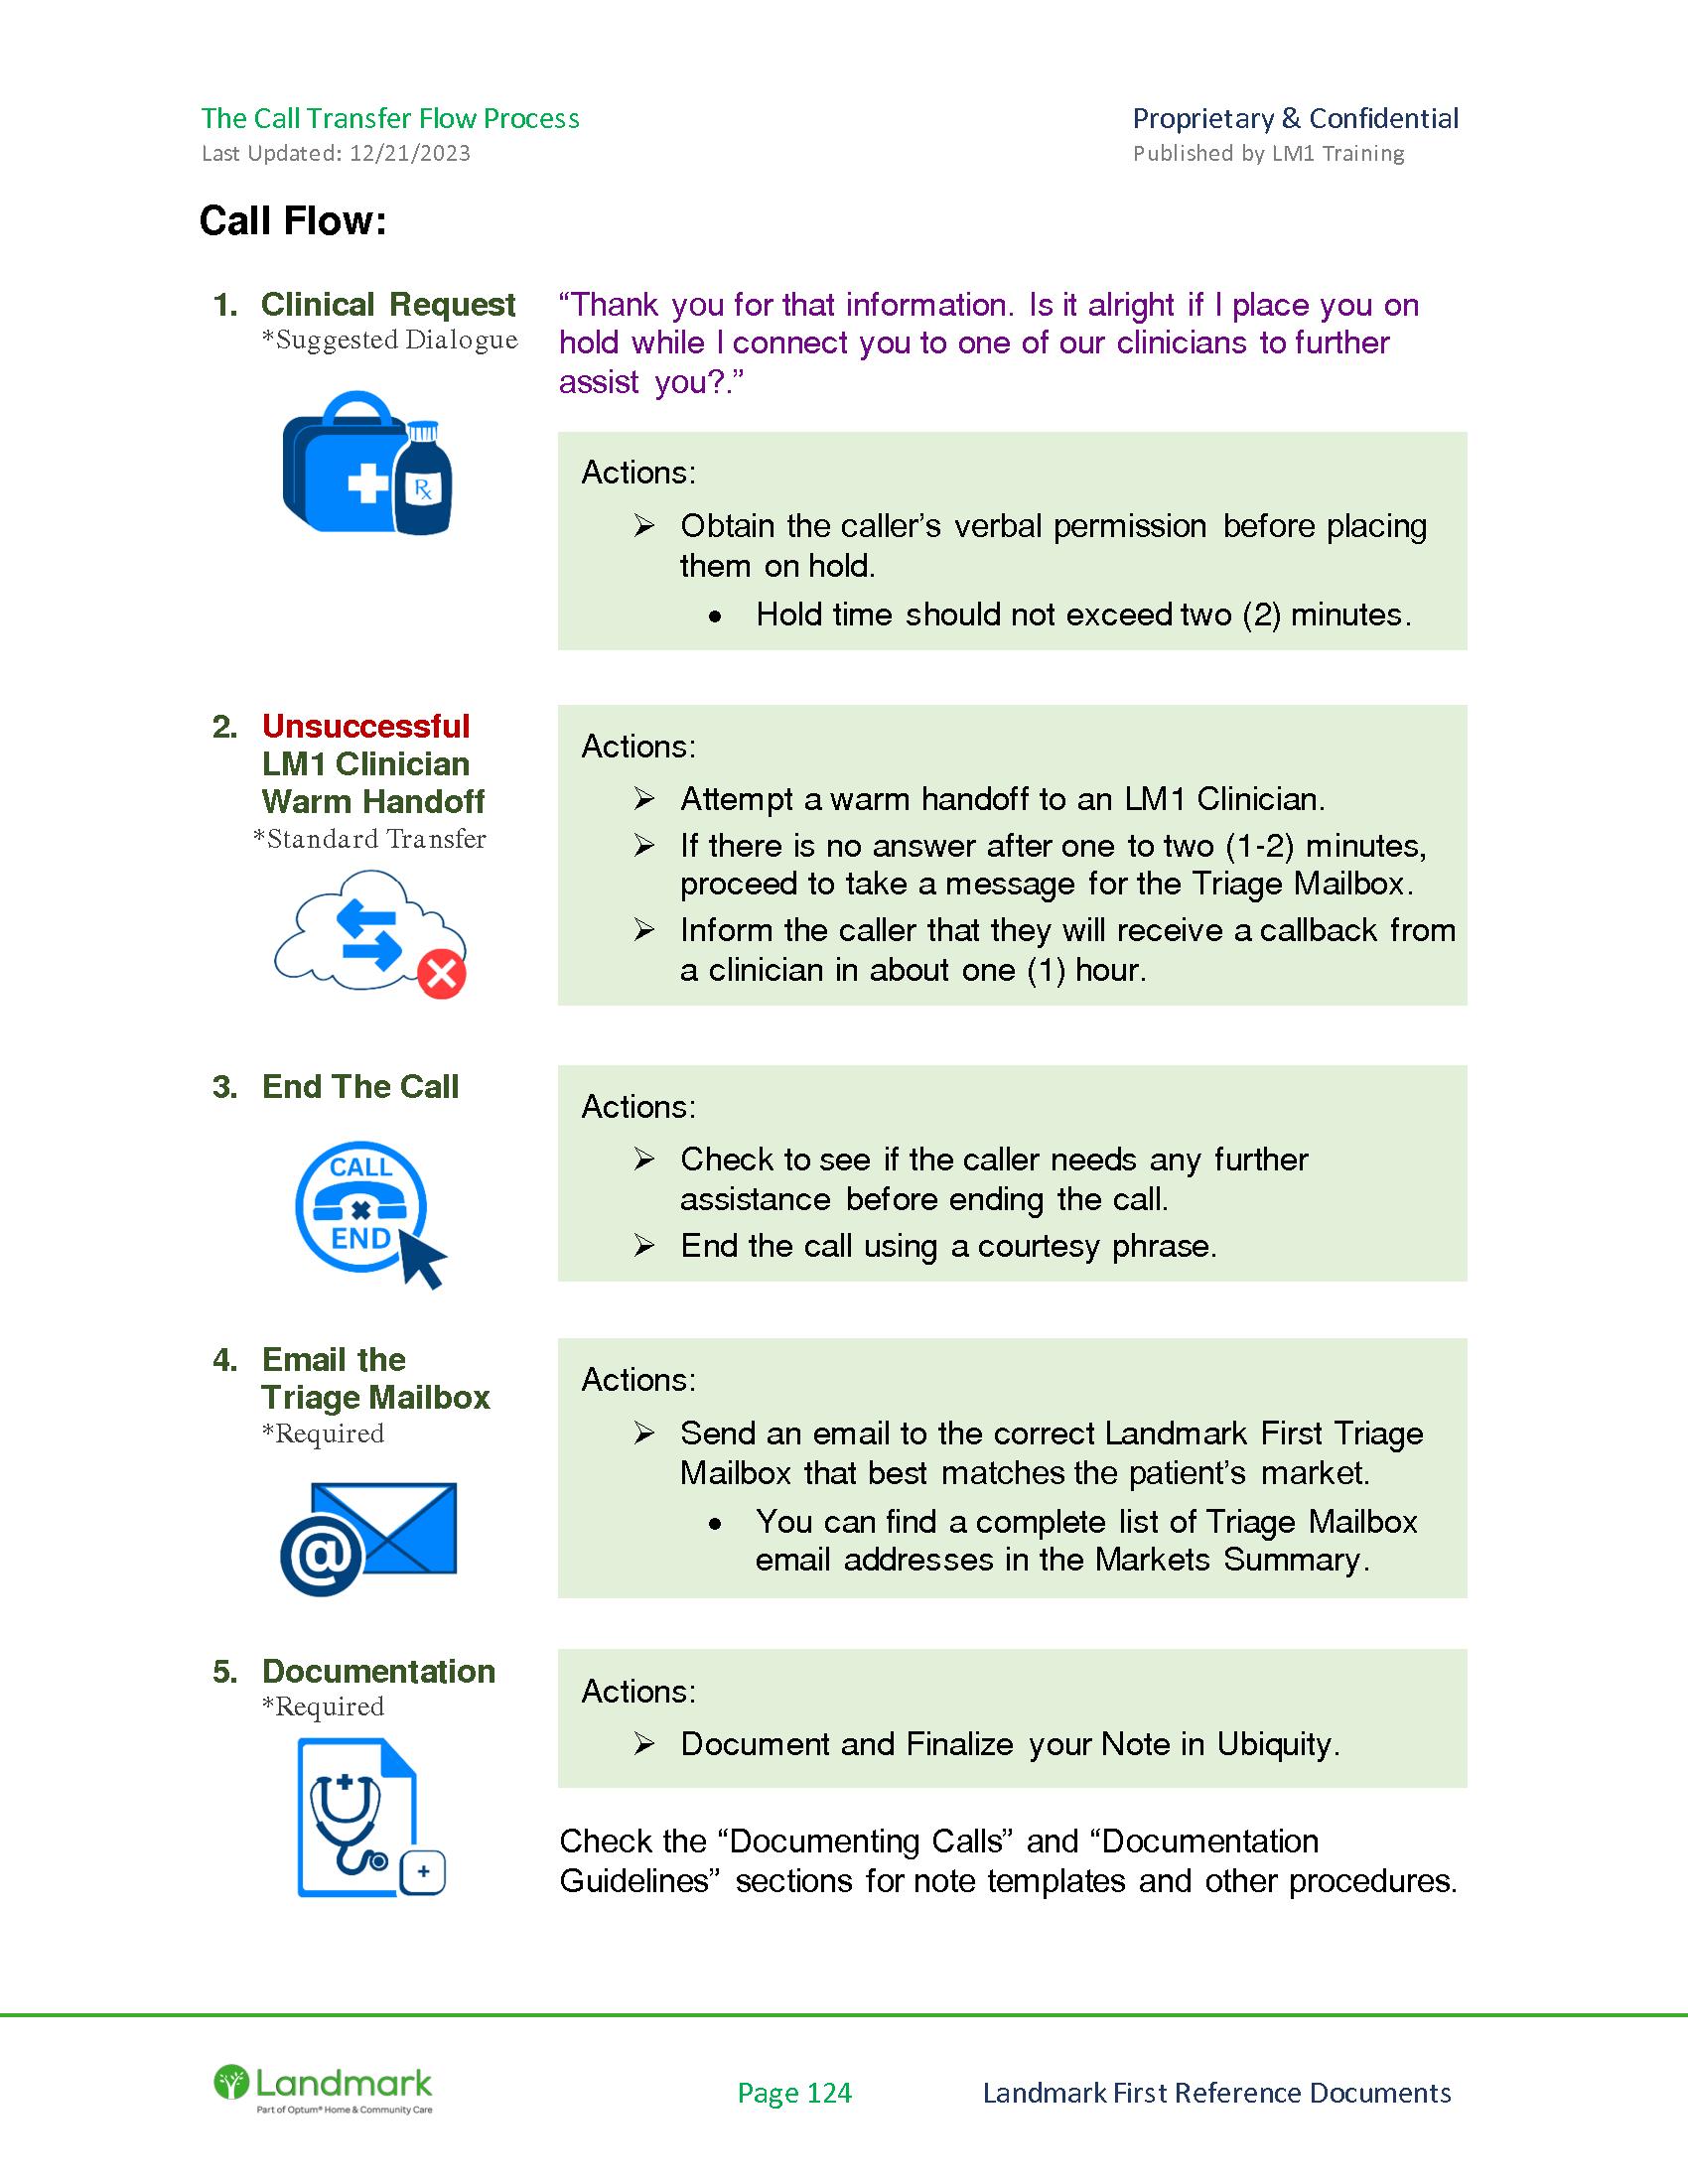 The Call Transfer Flow Process
Proprietary & Confidential
Last Updated: 12/21/2023
Published by LM1 Training
Call Flow:
1. Clinical Request
*Suggested Dialogue
“Thank you for that information. Is it alright if I place you on
hold while I connect you to one of our clinicians to further
assist you?.”
Rx
Actions:
➢ Obtain the caller’s verbal permission before placing
them on hold.
• Hold time should not exceed two (2) minutes.
2. Unsuccessful
LM1 Clinician
Warm Handoff
*Standard Transfer
Actions:
➢ Attempt a warm handoff to an LM1 Clinician.
➢ If there is no answer after one to two (1-2) minutes,
proceed to take a message for the Triage Mailbox.
➢ Inform the caller that they will receive a callback from
a clinician in about one (1) hour.
3. End The Call
CALL
END
Actions:
➢ Check to see if the caller needs any further
assistance before ending the call.
➢ End the call using a courtesy phrase.
4. Email the
Triage Mailbox
*Required
@
Actions:
➢ Send an email to the correct Landmark First Triage
Mailbox that best matches the patient’s market.
• You can find a complete list of Triage Mailbox
email addresses in the Markets Summary.
5. Documentation
*Required
Actions:
➢ Document and Finalize your Note in Ubiquity.
Check the “Documenting Calls” and “Documentation
Guidelines” sections for note templates and other procedures.
Landmark
Part of Optum® Home & Community Care
Page 124
Landmark First Reference Documents